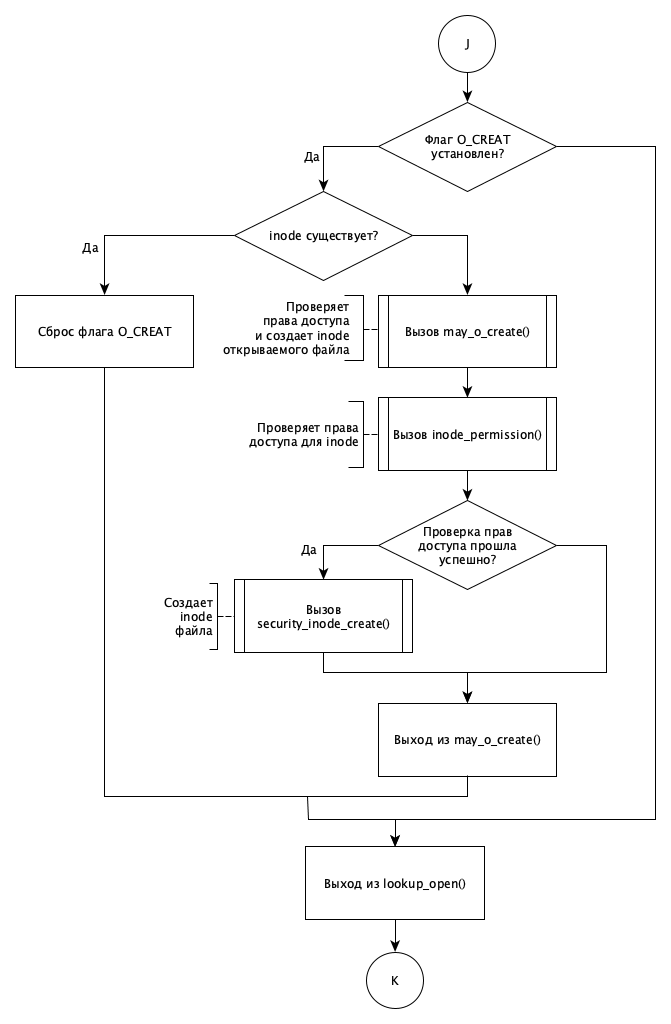 J
Флаг O_CREAT
установлен?
Да
inode существует?
Да
Сброс флага O_CREAT
Проверяет
права доступа
и создает inode
открываемого файла
Вызов may_o_create()
Проверяет права
доступа для inode
Вызов inode_permission()
Проверка прав
доступа прошла
успешно?
Да
Создает
inode
файла
Вызов
security_inode_create()
Выход из may_o_create()
Выход из lookup_open()
K